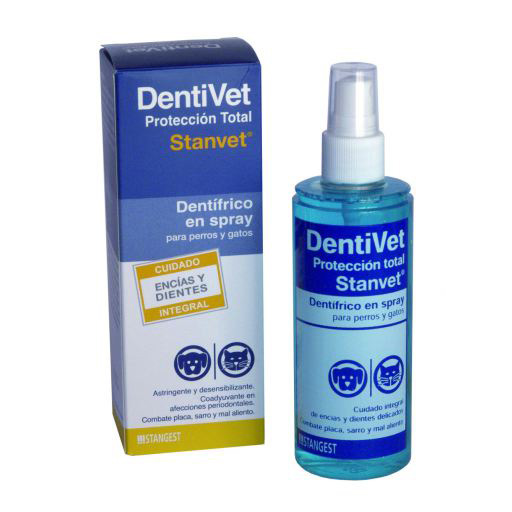 DentiVet
Protección Total
Stanvet®
Dentífrico
en spray
para perros y gatos
CUIDADO
ENCÍAS Y
DIENTES
INTEGRAL
Astringente y desensibilizante.
Coadyuvante en
afecciones periodontales.
Combate placa, sarro y mal aliento.
STANGEST
DentiVet
Protección total
Stanvet®
Dentífrico en spray
para perros y gatos
Cuidado integral
de encías y dientes delicados
Combate placa, sarro y mal aliento.
STANGEST